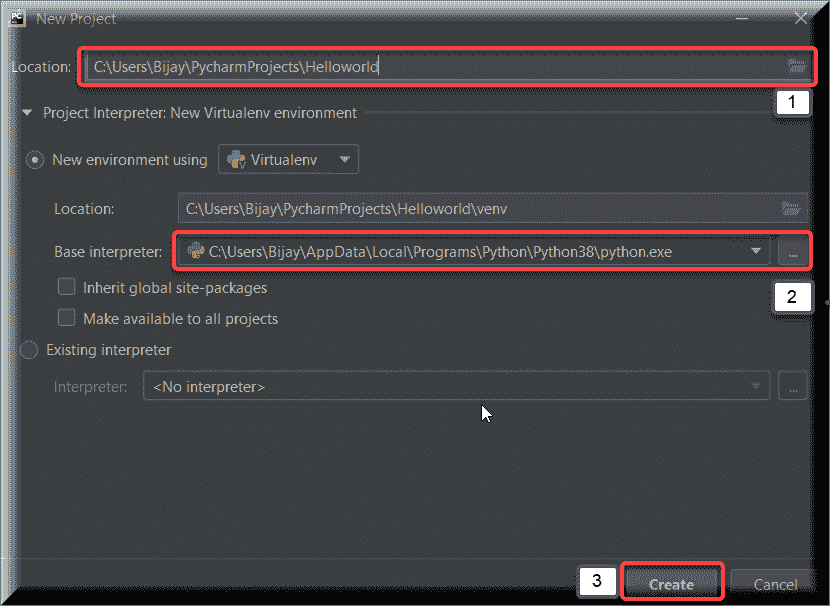 PC New Project
Location: C:\Users\Bijay\PycharmProjects\Helloworld
1
Project Interpreter: New Virtualenv environment
New environment using Virtualenv
Location: C:\Users\Bijay\PycharmProjects\Helloworld\venv
Base interpreter: C:\Users\Bijay\AppData\Local\Programs\Python\Python38\python.exe ...
Inherit global site-packages
2
Make available to all projects
Existing interpreter
Interpreter: <No interpreter> ...
3 Create Cancel